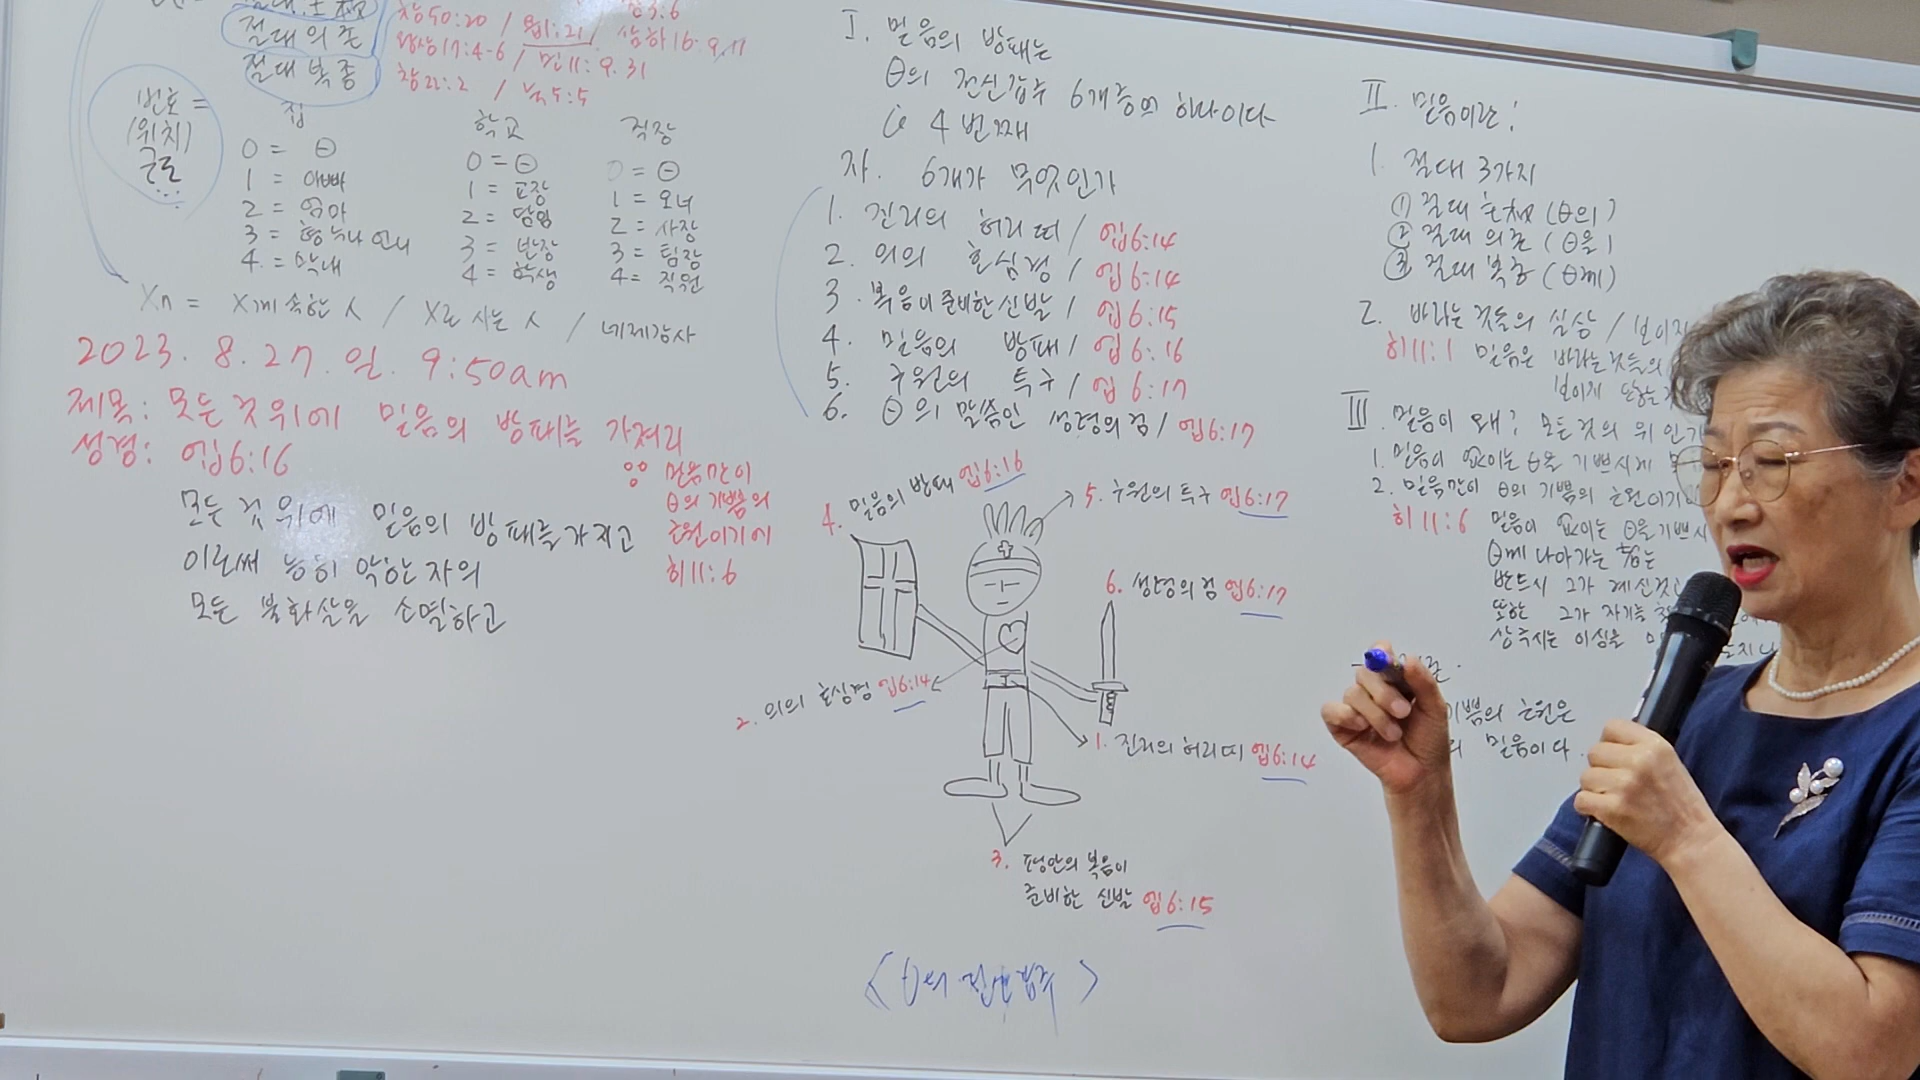 절대의존
절대복종
창50:20 / 욥1:21 / 삼하16:9,11
왕상17:4-6 / 민11:9.31
창22:2 / 눅5:5
번호=
(위치)
구도
집
0 = Θ
1 = 아빠
2 = 엄마
3 = 형누나 언니
4 = 막내
학교
0 = Θ
1 = 교장
2 = 담임
3 = 반장
4 = 학생
직장
0 = Θ
1 = 오너
2 = 사장
3 = 팀장
4 = 직원
Xn = X께 속한 人 / X로 사는 人 / 네제감사
2023. 8. 27. 일. 9:50am
제목: 모든 것 위에 믿음의 방패를 가져라
성경: 엡6:16
모든 것 위에 믿음의 방패를 가지고
이로써 능히 악한 자의
모든 불화살을 소멸하고
믿음만이
Θ의 기쁨의
근원이기에
히11:6
I. 믿음의 방패는
Θ의 전신갑주 6개중의 하나이다
4번째
자. 6개가 무엇인가
1. 진리의 허리띠 / 엡6:14
2. 의의 호심경 / 엡6:14
3. 복음이 준비한 신발 / 엡6:15
4. 믿음의 방패 / 엡6:16
5. 구원의 투구 / 엡6:17
6. Θ의 말씀인 성령의 검 / 엡6:17
4. 믿음의 방패 엡6:16
5. 구원의 투구 엡6:17
6. 성령의 검 엡6:17
2. 의의 호심경 엡6:14
1. 진리의 허리띠 엡6:14
3. 평안의 복음이
준비한 신발 엡6:15
<Θ의 전신갑주>
II. 믿음이란?
1. 절대 3가지
① 절대 주체 (Θ의)
② 절대 의존 (Θ을)
③ 절대 복종 (Θ께)
2. 바라는 것들의 실상 / 보이지
히11:1 믿음은 바라는 것들의
보이지 않는
III. 믿음이 왜? 모든 것의 위인가
1. 믿음이 없이는 Θ을 기쁘시게
2. 믿음만이 Θ의 기쁨의 근원이기
히11:6 믿음이 없이는 Θ을 기쁘시
Θ께 나아가는 者는
반드시 그가 계신것
또한 그가 자기를 찾
상주시는 이심을
기쁨의 근원은
믿음이다.